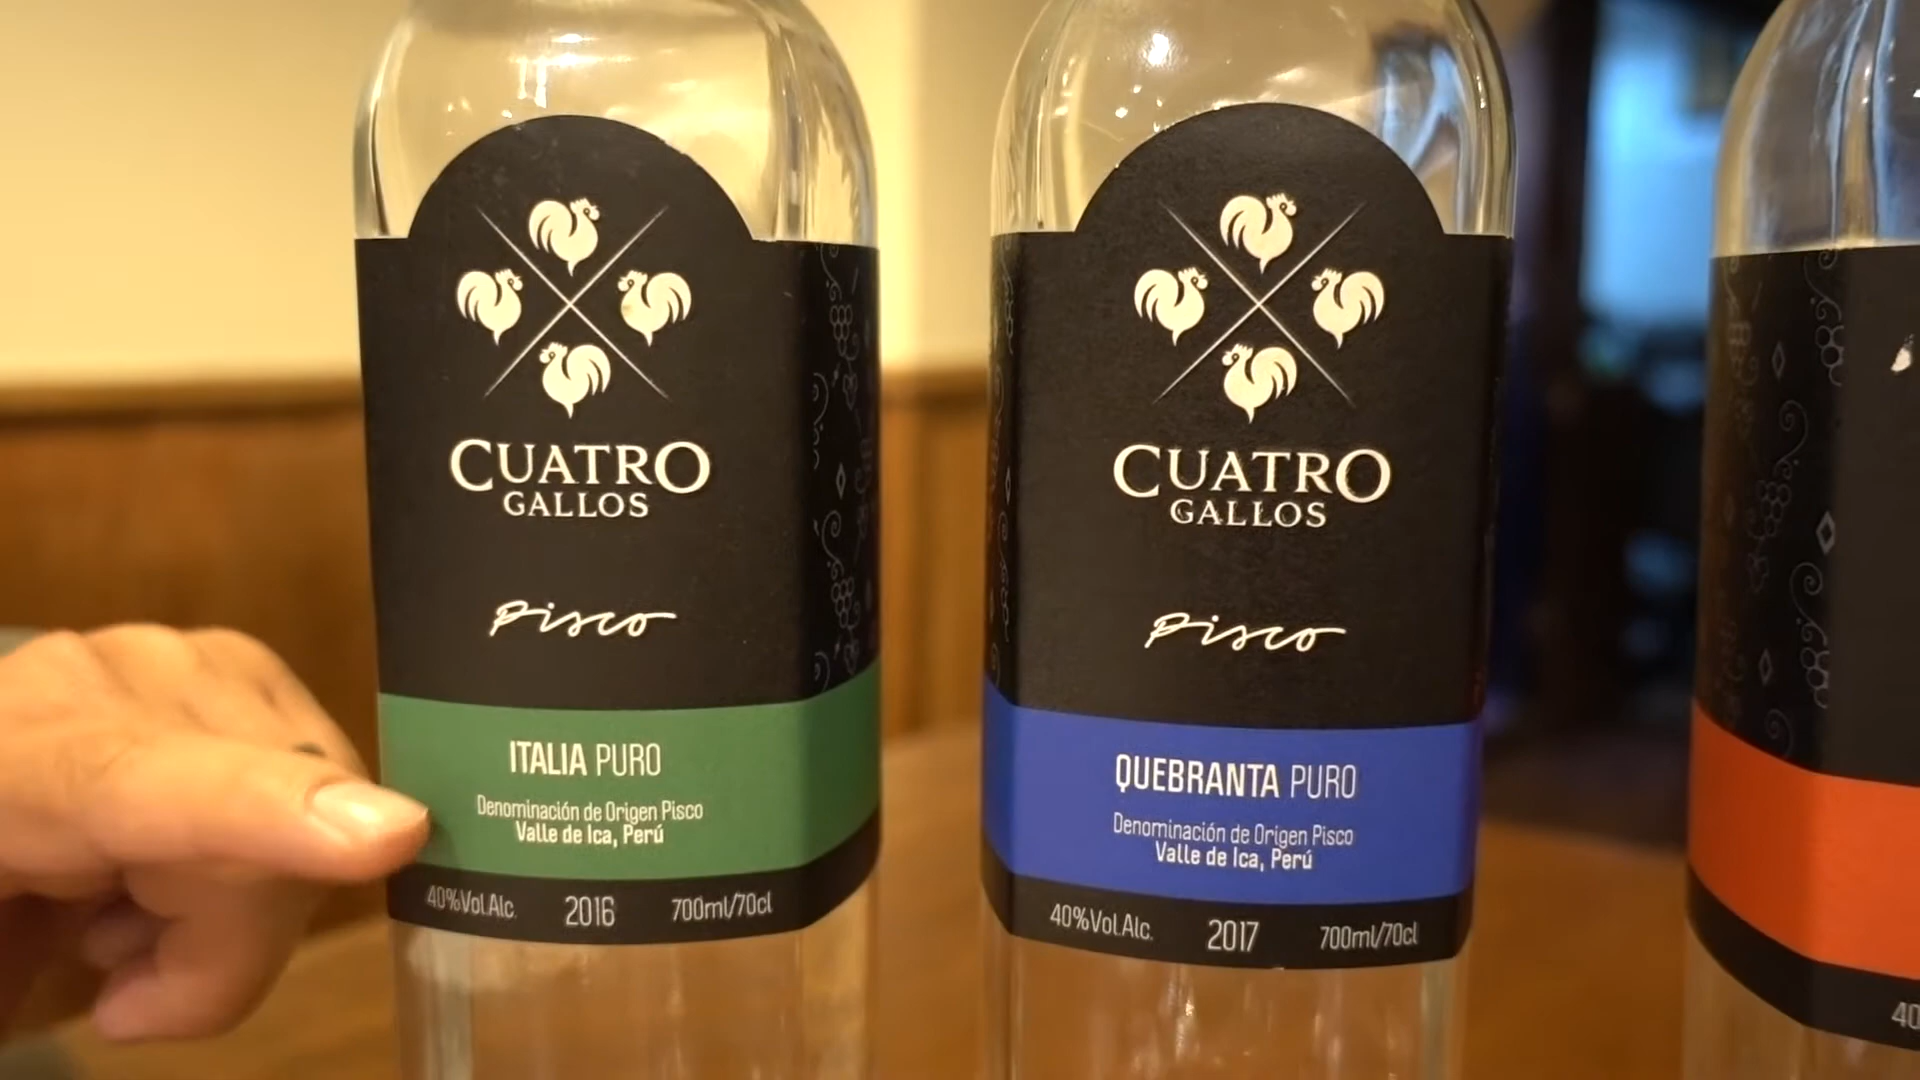 CUATRO
GALLOS
Pisco
ITALIA PURO
Denominación de Origen Pisco
Valle de Ica, Perú
40%Vol.Alc. 2016 700ml/70cl
CUATRO
GALLOS
Pisco
QUEBRANTA PURO
Denominación de Origen Pisco
Valle de Ica, Perú
40%Vol.Alc. 2017 700ml/70cl
40